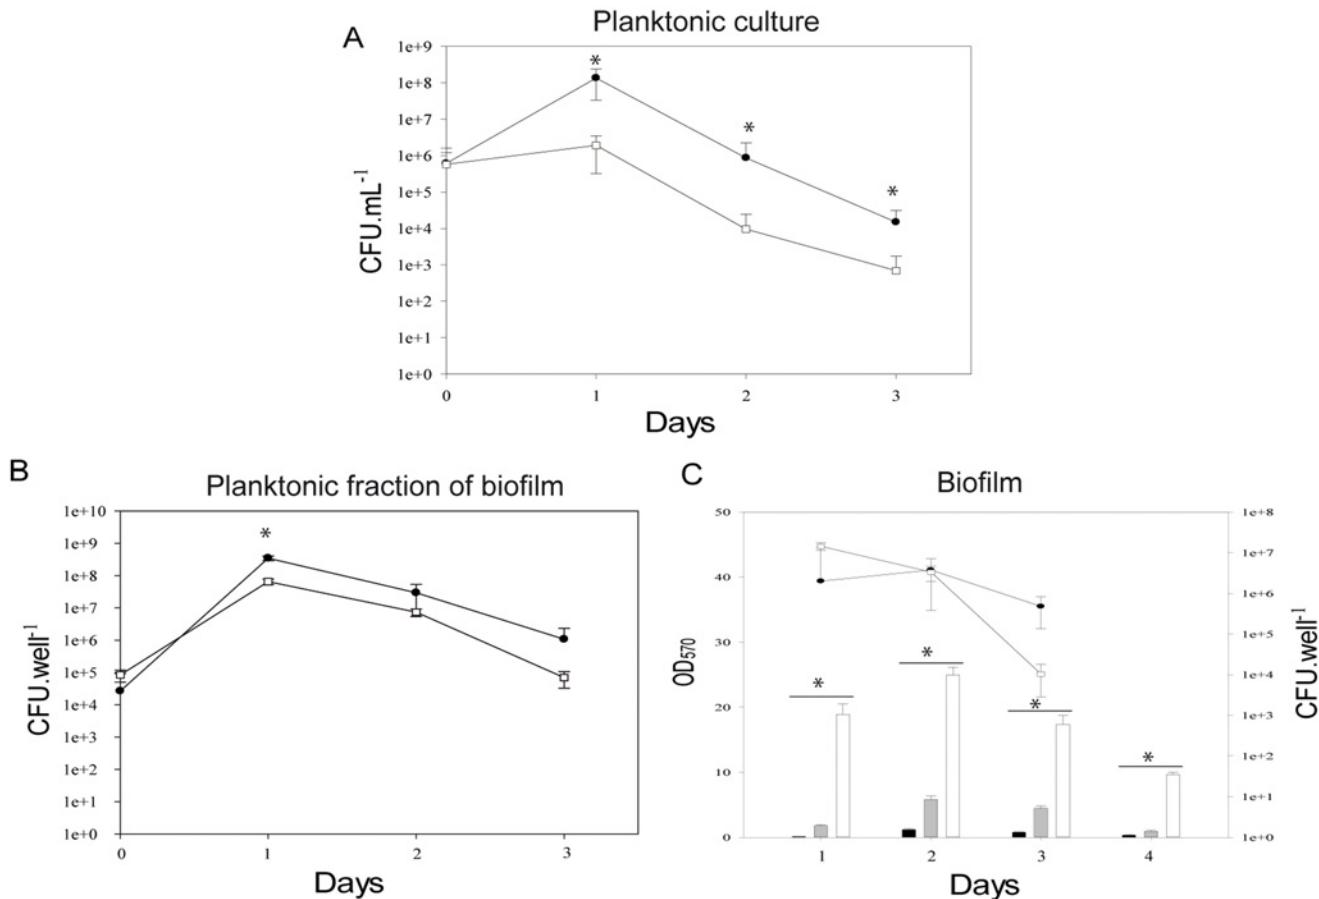 A
Planktonic culture
1e+9
1e+8
1e+7
1e+6
1e+5
1e+4
1e+3
1e+2
1e+1
1e+0
CFU.mL-1
*
*
*
0 1 2 3
Days
B
Planktonic fraction of biofilm
1e+10
1e+9
1e+8
1e+7
1e+6
1e+5
1e+4
1e+3
1e+2
1e+1
1e+0
CFU.well-1
*
0 1 2 3
Days
C
Biofilm
50
40
30
20
10
0
OD570
*
*
*
*
1e+8
1e+7
1e+6
1e+5
1e+4
1e+3
1e+2
1e+1
1e+0
CFU.well-1
1 2 3 4
Days